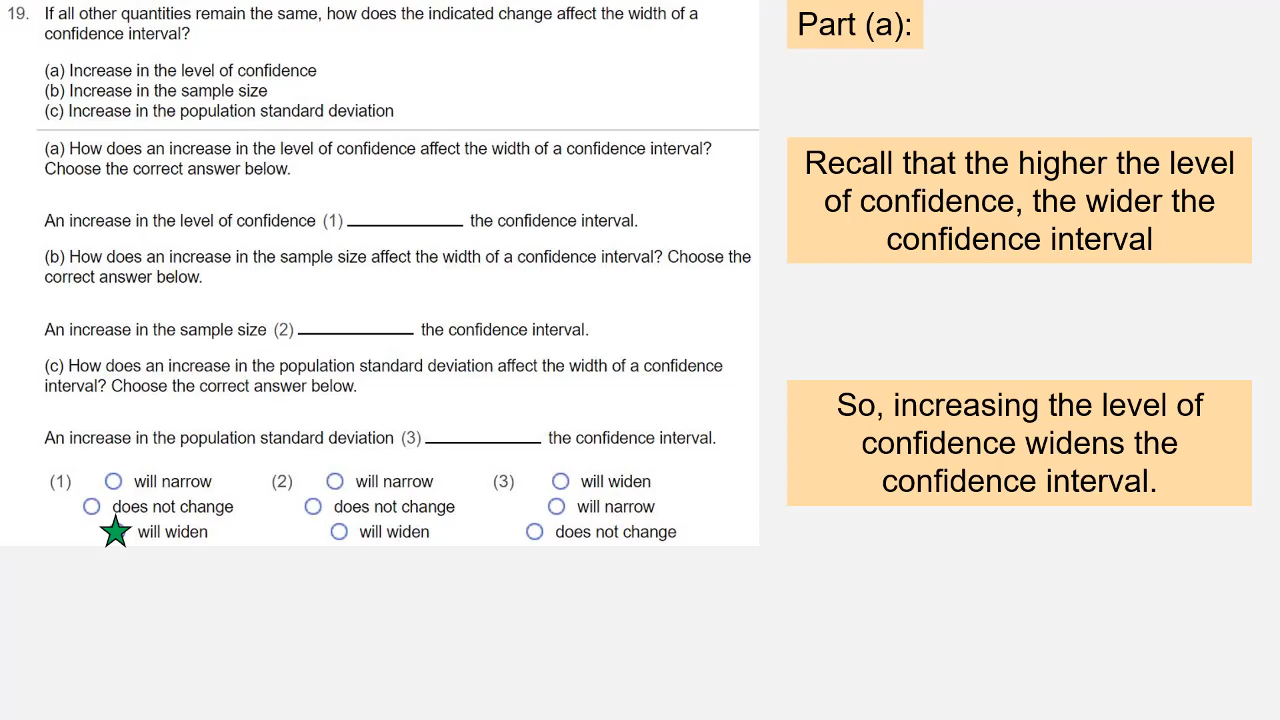 19. If all other quantities remain the same, how does the indicated change affect the width of a
confidence interval?
(a) Increase in the level of confidence
(b) Increase in the sample size
(c) Increase in the population standard deviation
(a) How does an increase in the level of confidence affect the width of a confidence interval?
Choose the correct answer below.
An increase in the level of confidence (1) __________ the confidence interval.
(b) How does an increase in the sample size affect the width of a confidence interval? Choose the
correct answer below.
An increase in the sample size (2) __________ the confidence interval.
(c) How does an increase in the population standard deviation affect the width of a confidence
interval? Choose the correct answer below.
An increase in the population standard deviation (3) __________ the confidence interval.
(1) will narrow (2) will narrow (3) will widen
does not change does not change will narrow
will widen will widen does not change
Part (a):
Recall that the higher the level
of confidence, the wider the
confidence interval
So, increasing the level of
confidence widens the
confidence interval.